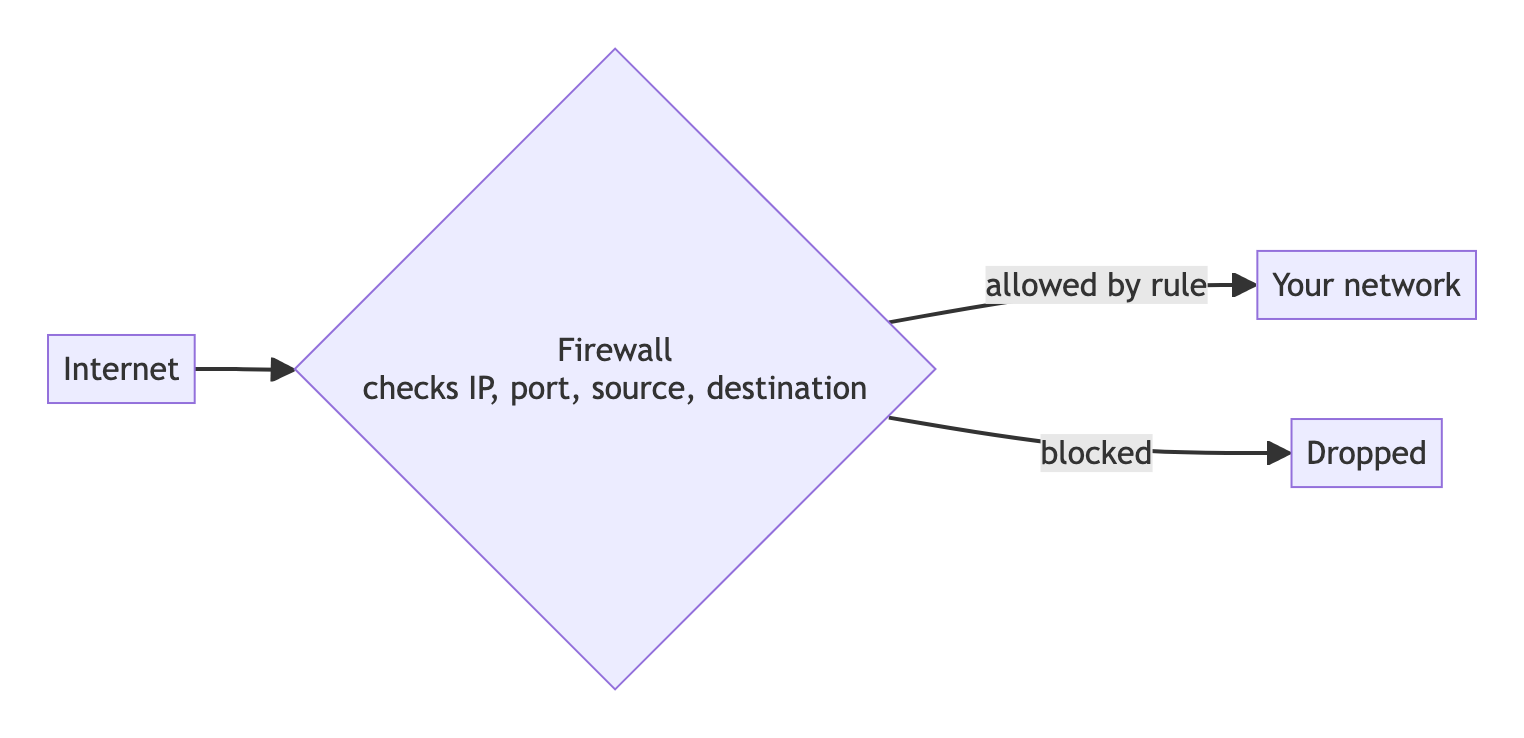 Internet
Firewall
checks IP, port, source, destination
allowed by rule
Your network
blocked
Dropped